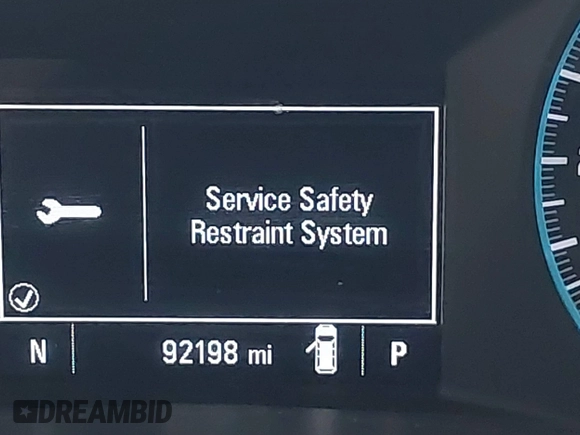 Service Safety
Restraint System
N 92198 mi P
DREAMBID